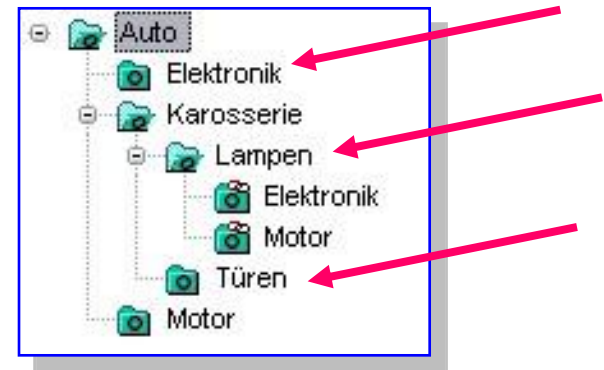 Auto
Elektronik
Karosserie
Lampen
Elektronik
Motor
Türen
Motor